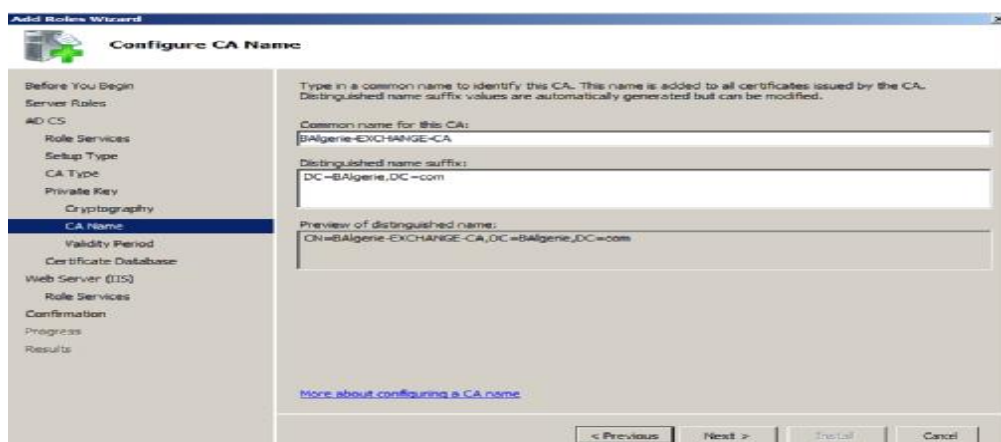 Add Roles Wizard
Configure CA Name
Before You Begin
Server Roles
AD CS
Role Services
Setup Type
CA Type
Private Key
Cryptography
CA Name
Validity Period
Certificate Database
Web Server (IIS)
Role Services
Confirmation
Progress
Results
Type in a common name to identify this CA. This name is added to all certificates issued by the CA.
Distinguished name suffix values are automatically generated but can be modified.
Common name for this CA:
BAlgerie-EXCHANGE-CA
Distinguished name suffix:
DC=BAlgerie,DC=com
Preview of distinguished name:
CN=BAlgerie-EXCHANGE-CA,DC=BAlgerie,DC=com
More about configuring a CA name
< Previous
Next >
Install
Cancel